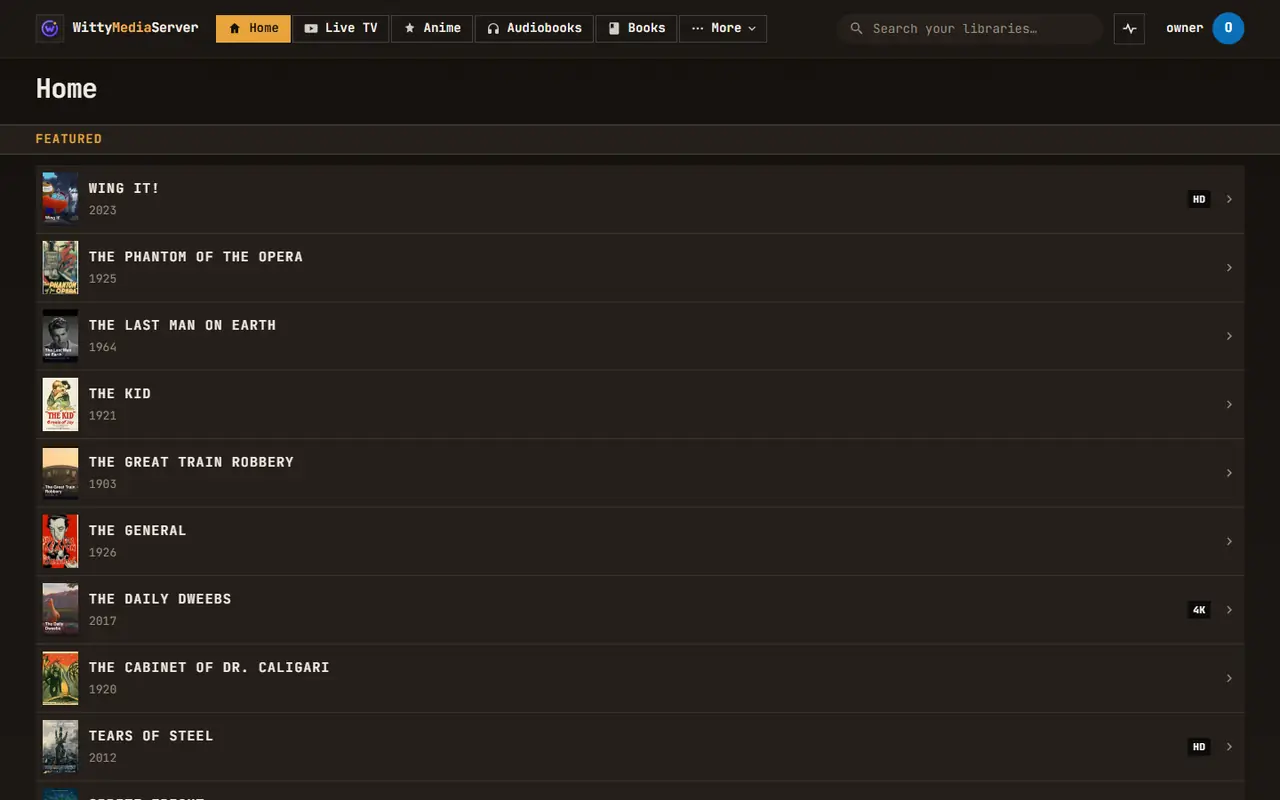 WittyMediaServer
Home
Live TV
Anime
Audiobooks
Books
More
Search your libraries…
owner
O
Home
FEATURED
WING IT!
2023
HD
THE PHANTOM OF THE OPERA
1925
THE LAST MAN ON EARTH
1964
THE KID
1921
THE GREAT TRAIN ROBBERY
1903
THE GENERAL
1926
THE DAILY DWEEBS
2017
4K
THE CABINET OF DR. CALIGARI
1920
TEARS OF STEEL
2012
HD